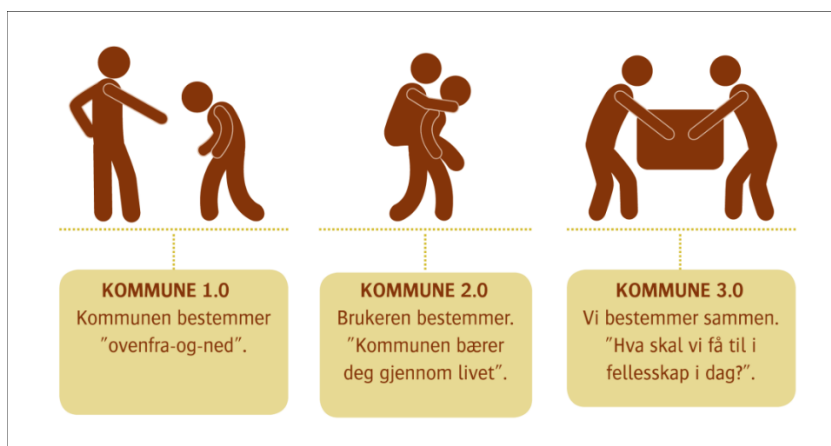 KOMMUNE 1.0
Kommunen bestemmer
"ovenfra-og-ned".
KOMMUNE 2.0
Brukeren bestemmer.
"Kommunen bærer
deg gjennom livet".
KOMMUNE 3.0
Vi bestemmer sammen.
"Hva skal vi få til i
fellesskap i dag?".